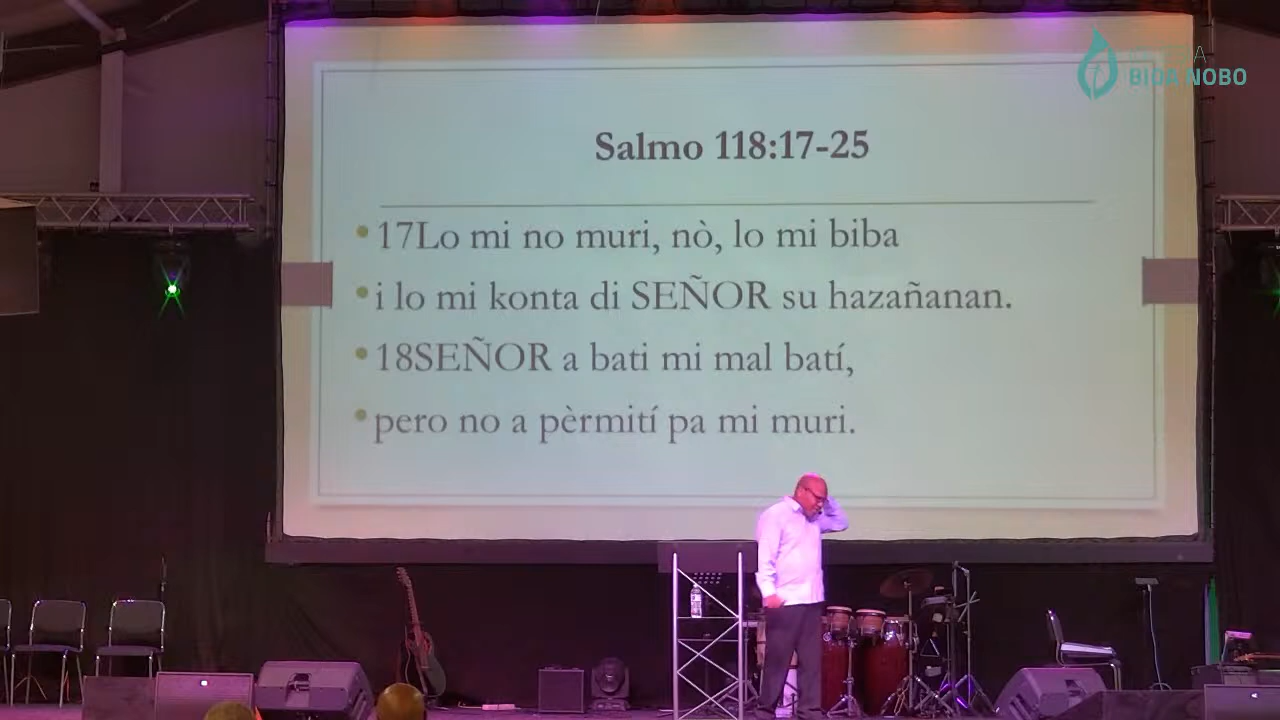 BIDA NOBO
Salmo 118:17-25
17Lo mi no muri, nò, lo mi biba
i lo mi konta di SEÑOR su hazañanan.
18SEÑOR a bati mi mal batí,
pero no a pèrmití pa mi muri.